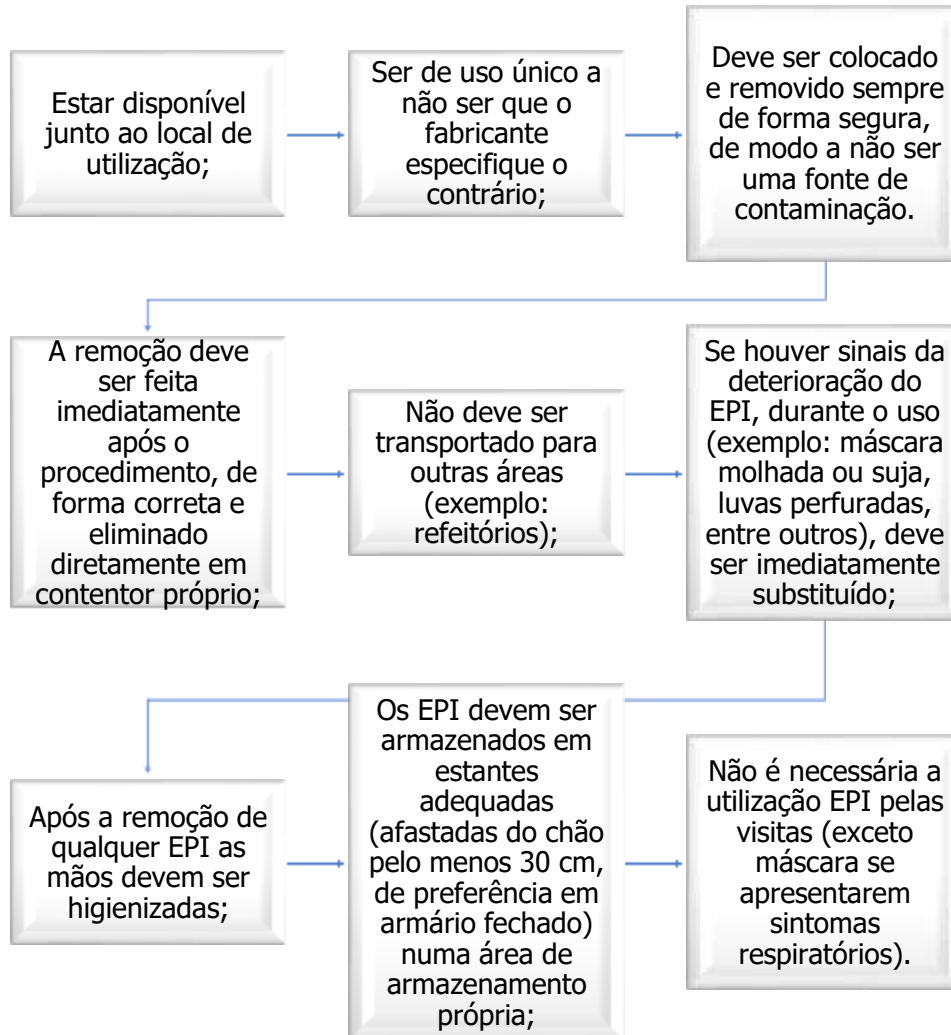 Estar disponível
junto ao local de
utilização;
Ser de uso único a
não ser que o
fabricante
especifique o
contrário;
Deve ser colocado
e removido sempre
de forma segura,
de modo a não ser
uma fonte de
contaminação.
A remoção deve
ser feita
imediatamente
após o
procedimento, de
forma correta e
eliminado
diretamente em
contentor próprio;
Não deve ser
transportado para
outras áreas
(exemplo:
refeitórios);
Se houver sinais da
deterioração do
EPI, durante o uso
(exemplo: máscara
molhada ou suja,
luvas perfuradas,
entre outros), deve
ser imediatamente
substituído;
Após a remoção de
qualquer EPI as
mãos devem ser
higienizadas;
Os EPI devem ser
armazenados em
estantes
adequadas
(afastadas do chão
pelo menos 30 cm,
de preferência em
armário fechado)
numa área de
armazenamento
própria;
Não é necessária a
utilização EPI pelas
visitas (exceto
máscara se
apresentarem
sintomas
respiratórios).